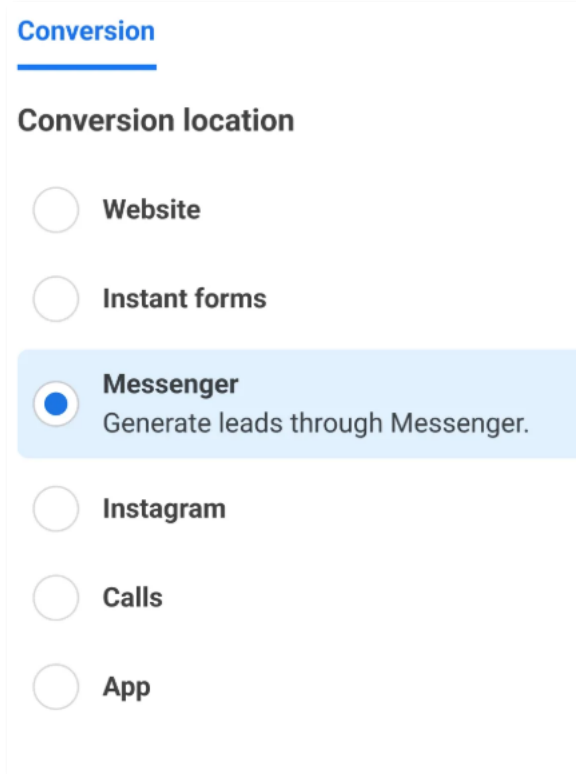 Conversion
Conversion location
Website
Instant forms
Messenger
Generate leads through Messenger.
Instagram
Calls
App